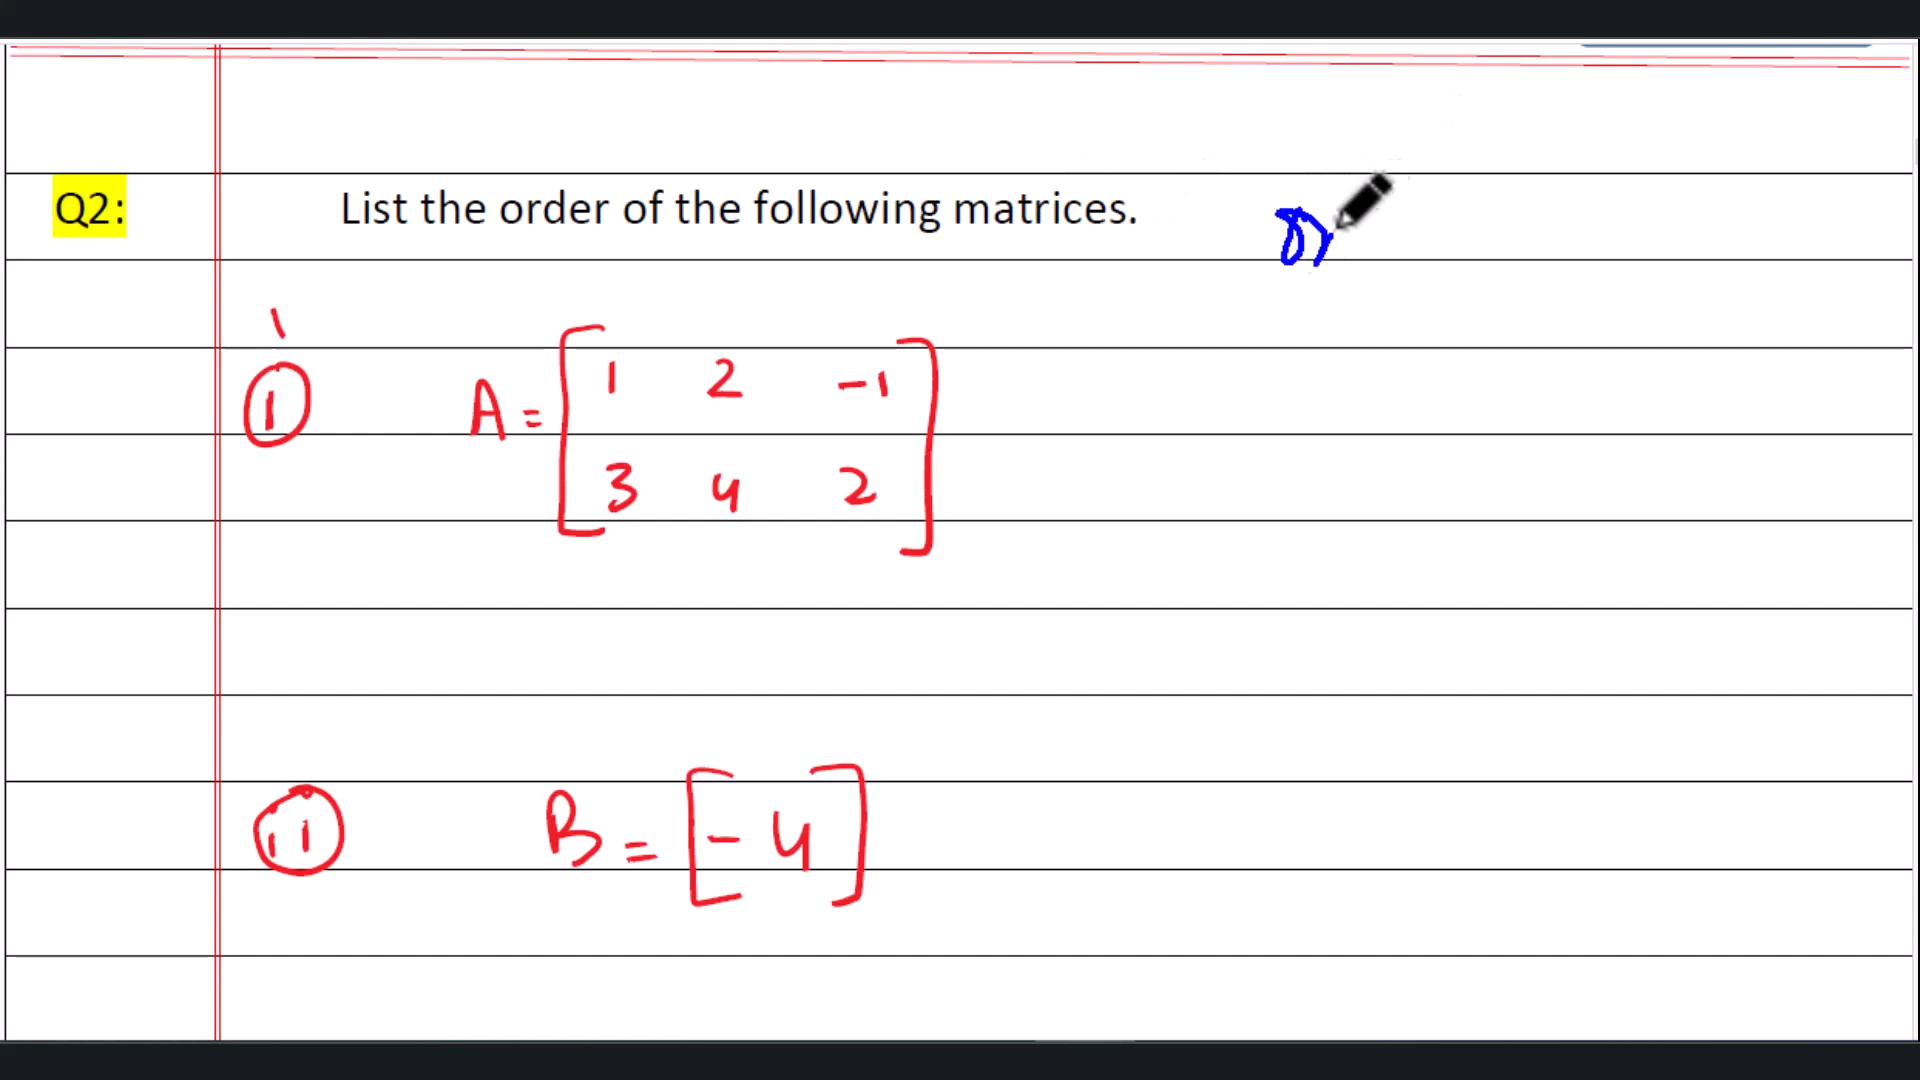 Q2: List the order of the following matrices.
i A = [ 1 2 -1
3 4 2 ]
ii B = [ -4 ]